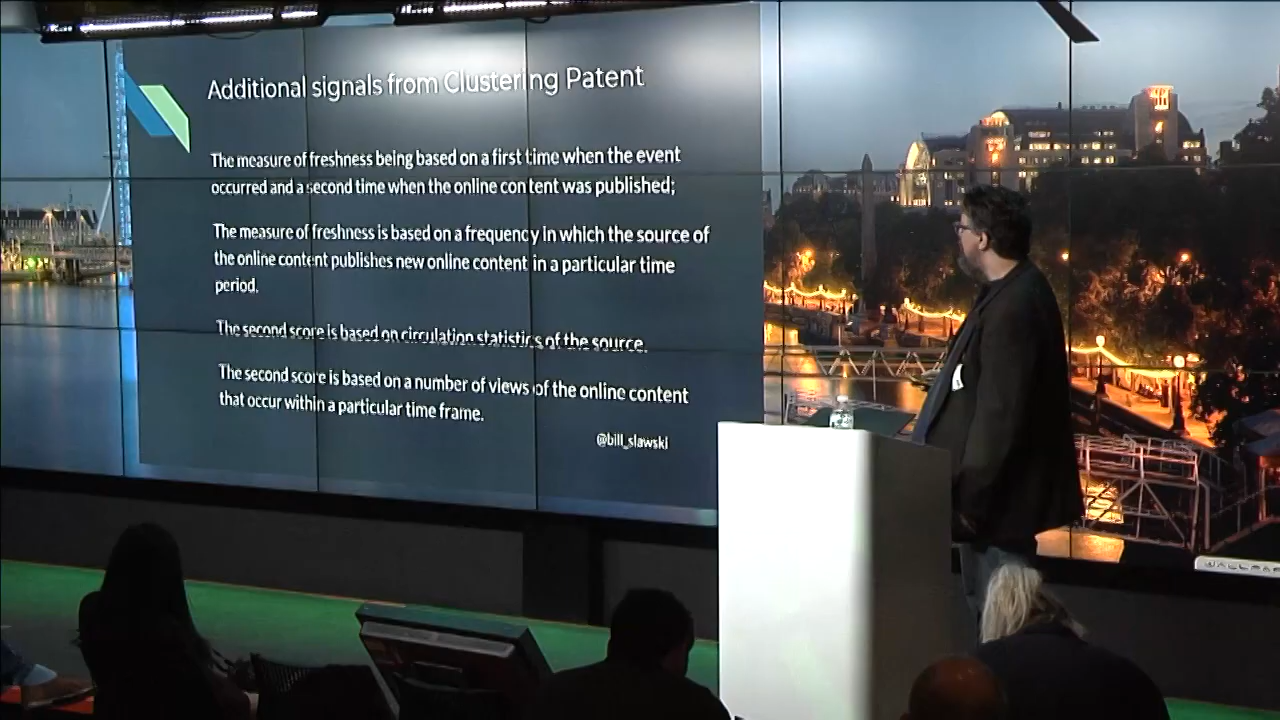 Additional signals from Clustering Patent
The measure of freshness being based on a first time when the event
occurred and a second time when the online content was published;
The measure of freshness is based on a frequency in which the source of
the online content publishes new online content in a particular time
period.
The second score is based on circulation statistics of the source.
The second score is based on a number of views of the online content
that occur within a particular time frame.
@bill_slawski